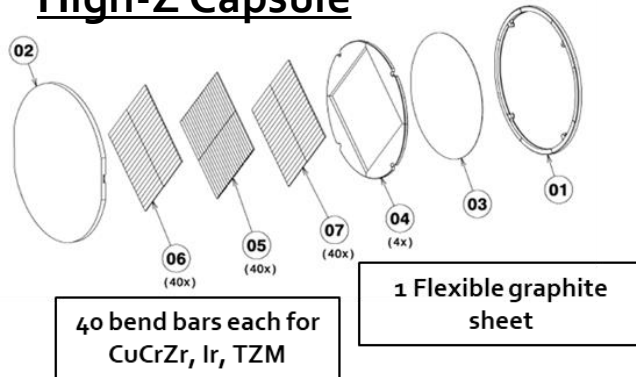 High-Z Capsule
02
06
(40x)
05
(40x)
07
(40x)
04
(4x)
03
01
40 bend bars each for
CuCrZr, Ir, TZM
1 Flexible graphite
sheet